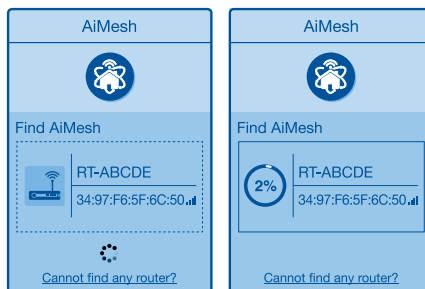 AiMesh
Find AiMesh
RT-ABCDE
34:97:F6:5F:6C:50
Cannot find any router?
AiMesh
Find AiMesh
2%
RT-ABCDE
34:97:F6:5F:6C:50
Cannot find any router?